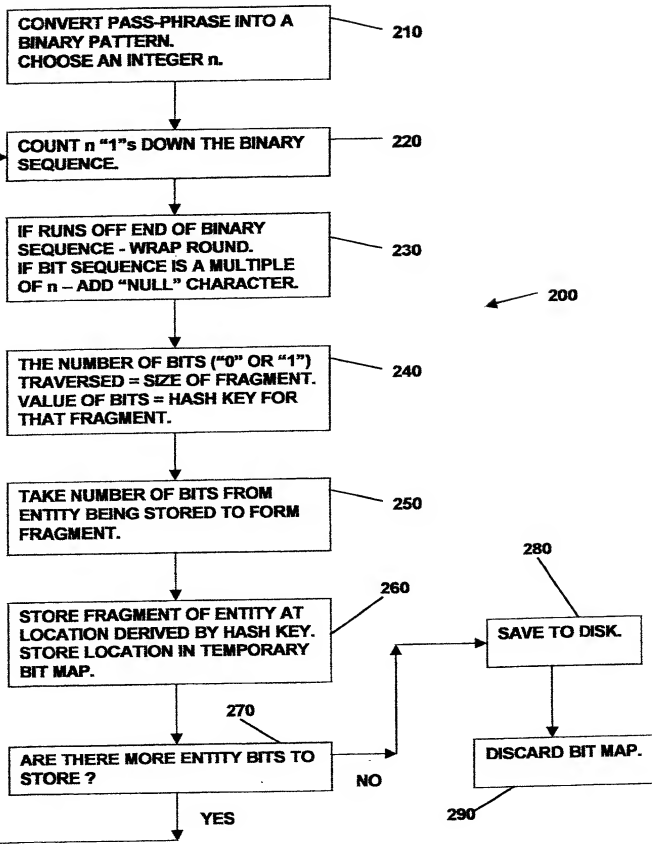 CONVERT PASS-PHRASE INTO A
BINARY PATTERN.
CHOOSE AN INTEGER n.
210
COUNT n "1"s DOWN THE BINARY
SEQUENCE.
220
IF RUNS OFF END OF BINARY
SEQUENCE - WRAP ROUND.
IF BIT SEQUENCE IS A MULTIPLE
OF n – ADD "NULL" CHARACTER.
230
200
THE NUMBER OF BITS ("0" OR "1")
TRAVERSED = SIZE OF FRAGMENT.
VALUE OF BITS = HASH KEY FOR
THAT FRAGMENT.
240
TAKE NUMBER OF BITS FROM
ENTITY BEING STORED TO FORM
FRAGMENT.
250
STORE FRAGMENT OF ENTITY AT
LOCATION DERIVED BY HASH KEY.
STORE LOCATION IN TEMPORARY
BIT MAP.
260
280
SAVE TO DISK.
270
ARE THERE MORE ENTITY BITS TO
STORE ?
NO
YES
DISCARD BIT MAP.
290